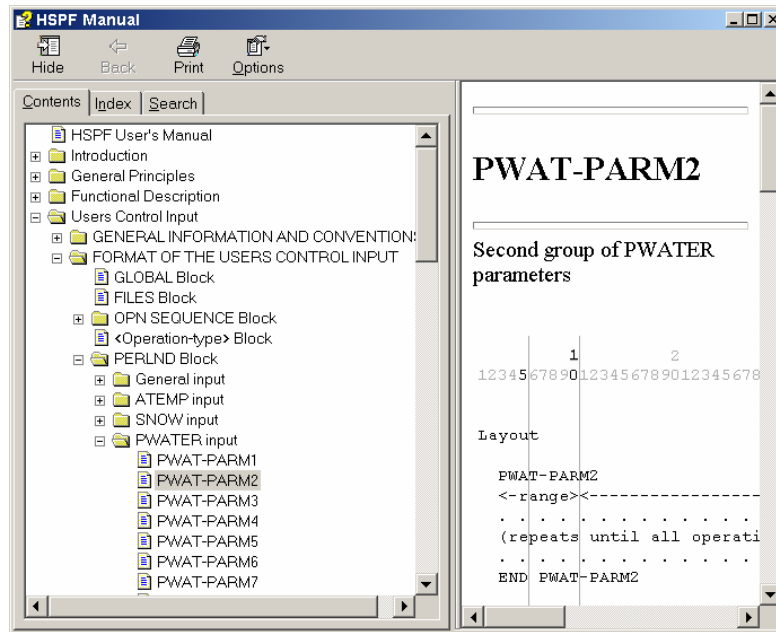 HSPF Manual
Hide Back Print Options
Contents Index Search
HSPF User's Manual
Introduction
General Principles
Functional Description
Users Control Input
GENERAL INFORMATION AND CONVENTION
FORMAT OF THE USERS CONTROL INPUT
GLOBAL Block
FILES Block
OPN SEQUENCE Block
<Operation-type> Block
PERLND Block
General input
ATEMP input
SNOW input
PWATER input
PWAT-PARM1
PWAT-PARM2
PWAT-PARM3
PWAT-PARM4
PWAT-PARM5
PWAT-PARM6
PWAT-PARM7
PWAT-PARM2
Second group of PWATER
parameters
1 2
1234567890123456789012345678
Layout
PWAT-PARM2
<-range><-----------------
. . . . . . . . . . . . . .
(repeats until all operati
. . . . . . . . . . . . . .
END PWAT-PARM2